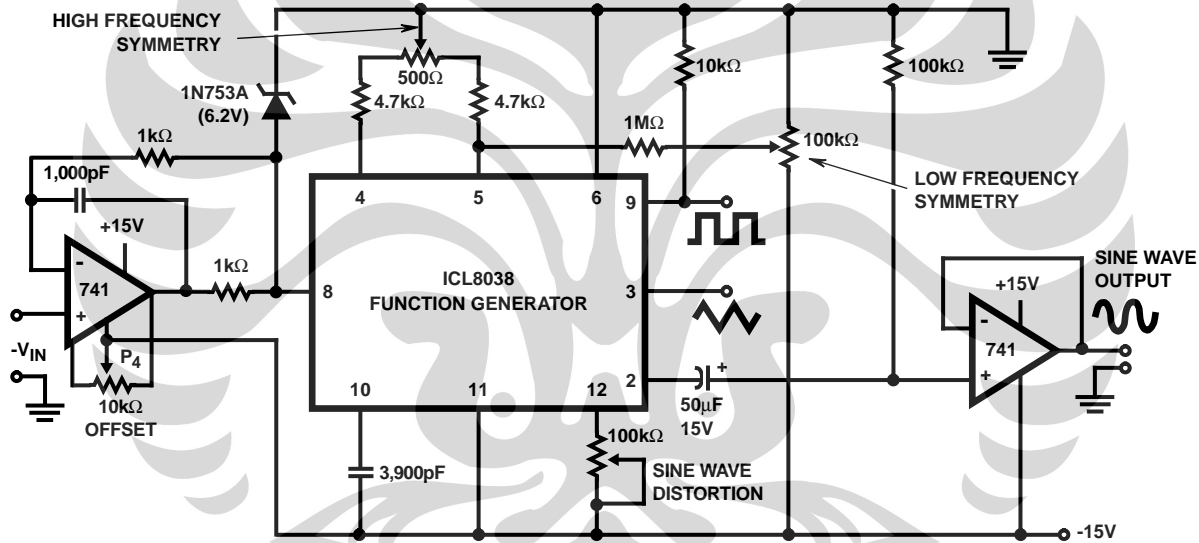 HIGH FREQUENCY
SYMMETRY
500Ω
1N753A
(6.2V)
4.7kΩ
4.7kΩ
10kΩ
100kΩ
1kΩ
1MΩ
100kΩ
1,000pF
LOW FREQUENCY
SYMMETRY
4
5
6
9
+15V
-
741
+
1kΩ
8
ICL8038
FUNCTION GENERATOR
3
SINE WAVE
OUTPUT
+15V
-
741
+
-VIN
P4
10kΩ
OFFSET
10
11
12
2
+
50μF
15V
100kΩ
3,900pF
SINE WAVE
DISTORTION
-15V